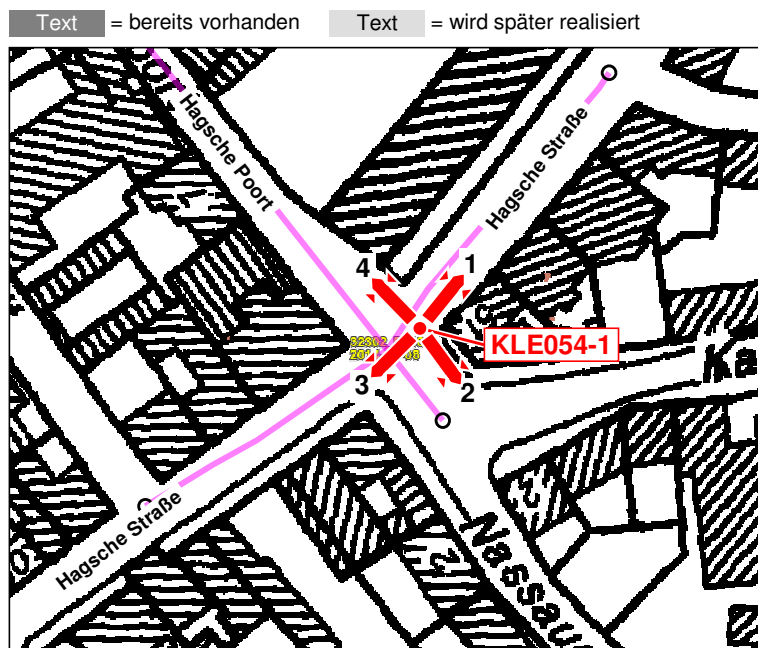 Text = bereits vorhanden Text = wird später realisiert
Hagsche Poort
Hagsche Straße
4
1
KLE054-1
3
2
Ka
Hagsche Straße
Nassau